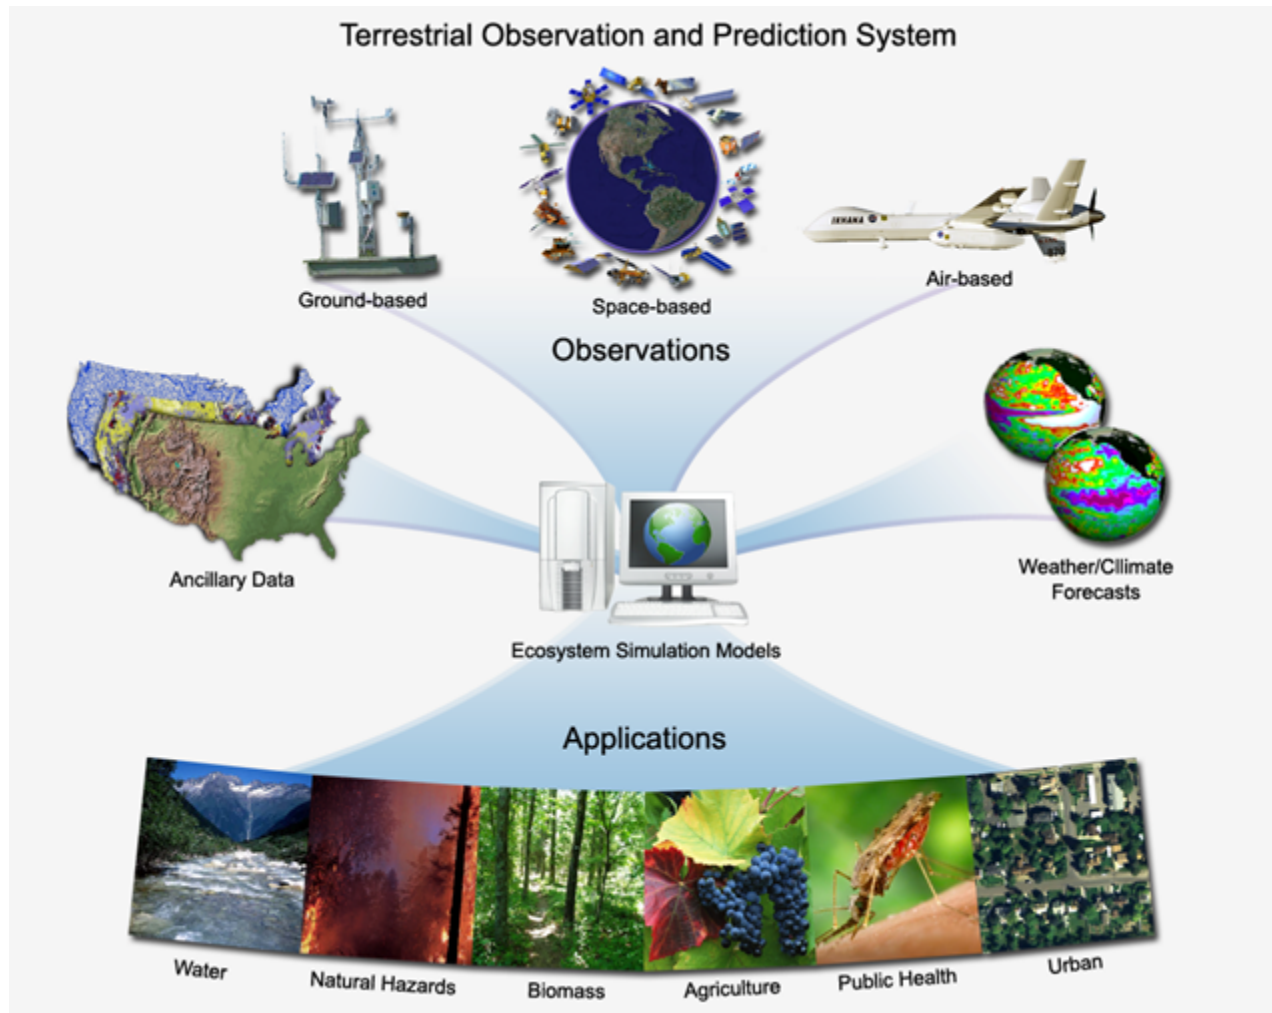 Terrestrial Observation and Prediction System
IKHANA
Ground-based
Space-based
Air-based
Observations
Ancillary Data
Weather/Cllimate
Forecasts
Ecosystem Simulation Models
Applications
Water
Natural Hazards
Biomass
Agriculture
Public Health
Urban